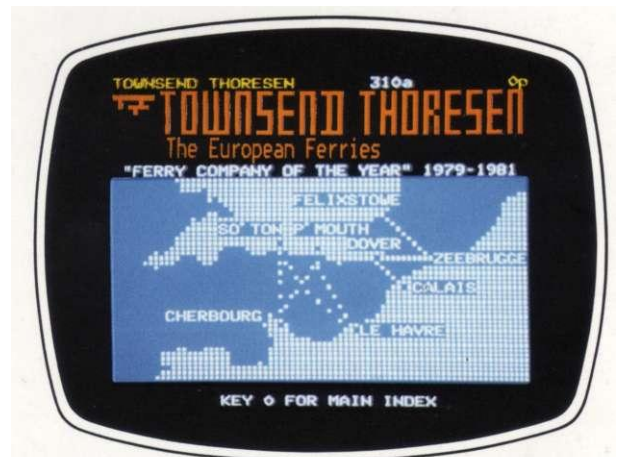 TOWNSEND THORESEN 310a 0p
TT TOWNSEND THORESEN
The European Ferries
"FERRY COMPANY OF THE YEAR" 1979-1981
FELIXSTOWE
SO'TON P'MOUTH
DOVER
ZEEBRUGGE
CALAIS
CHERBOURG
LE HAVRE
KEY 0 FOR MAIN INDEX